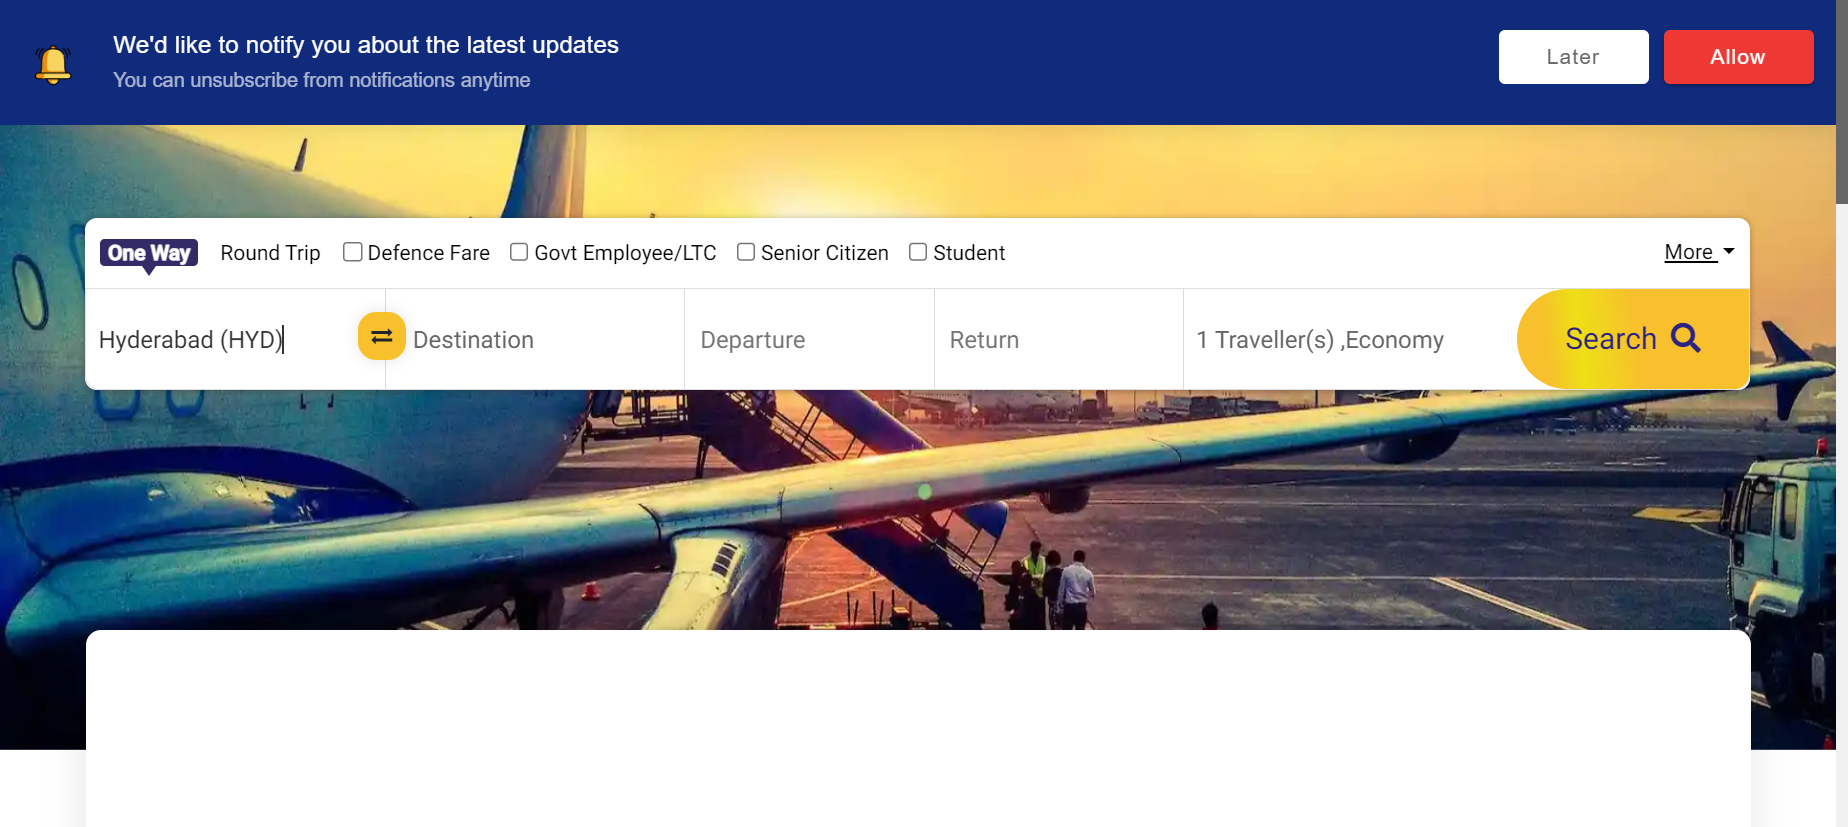 We'd like to notify you about the latest updates
You can unsubscribe from notifications anytime
Later
Allow
One Way Round Trip Defence Fare Govt Employee/LTC Senior Citizen Student More
Hyderabad (HYD) Destination Departure Return 1 Traveller(s) ,Economy Search